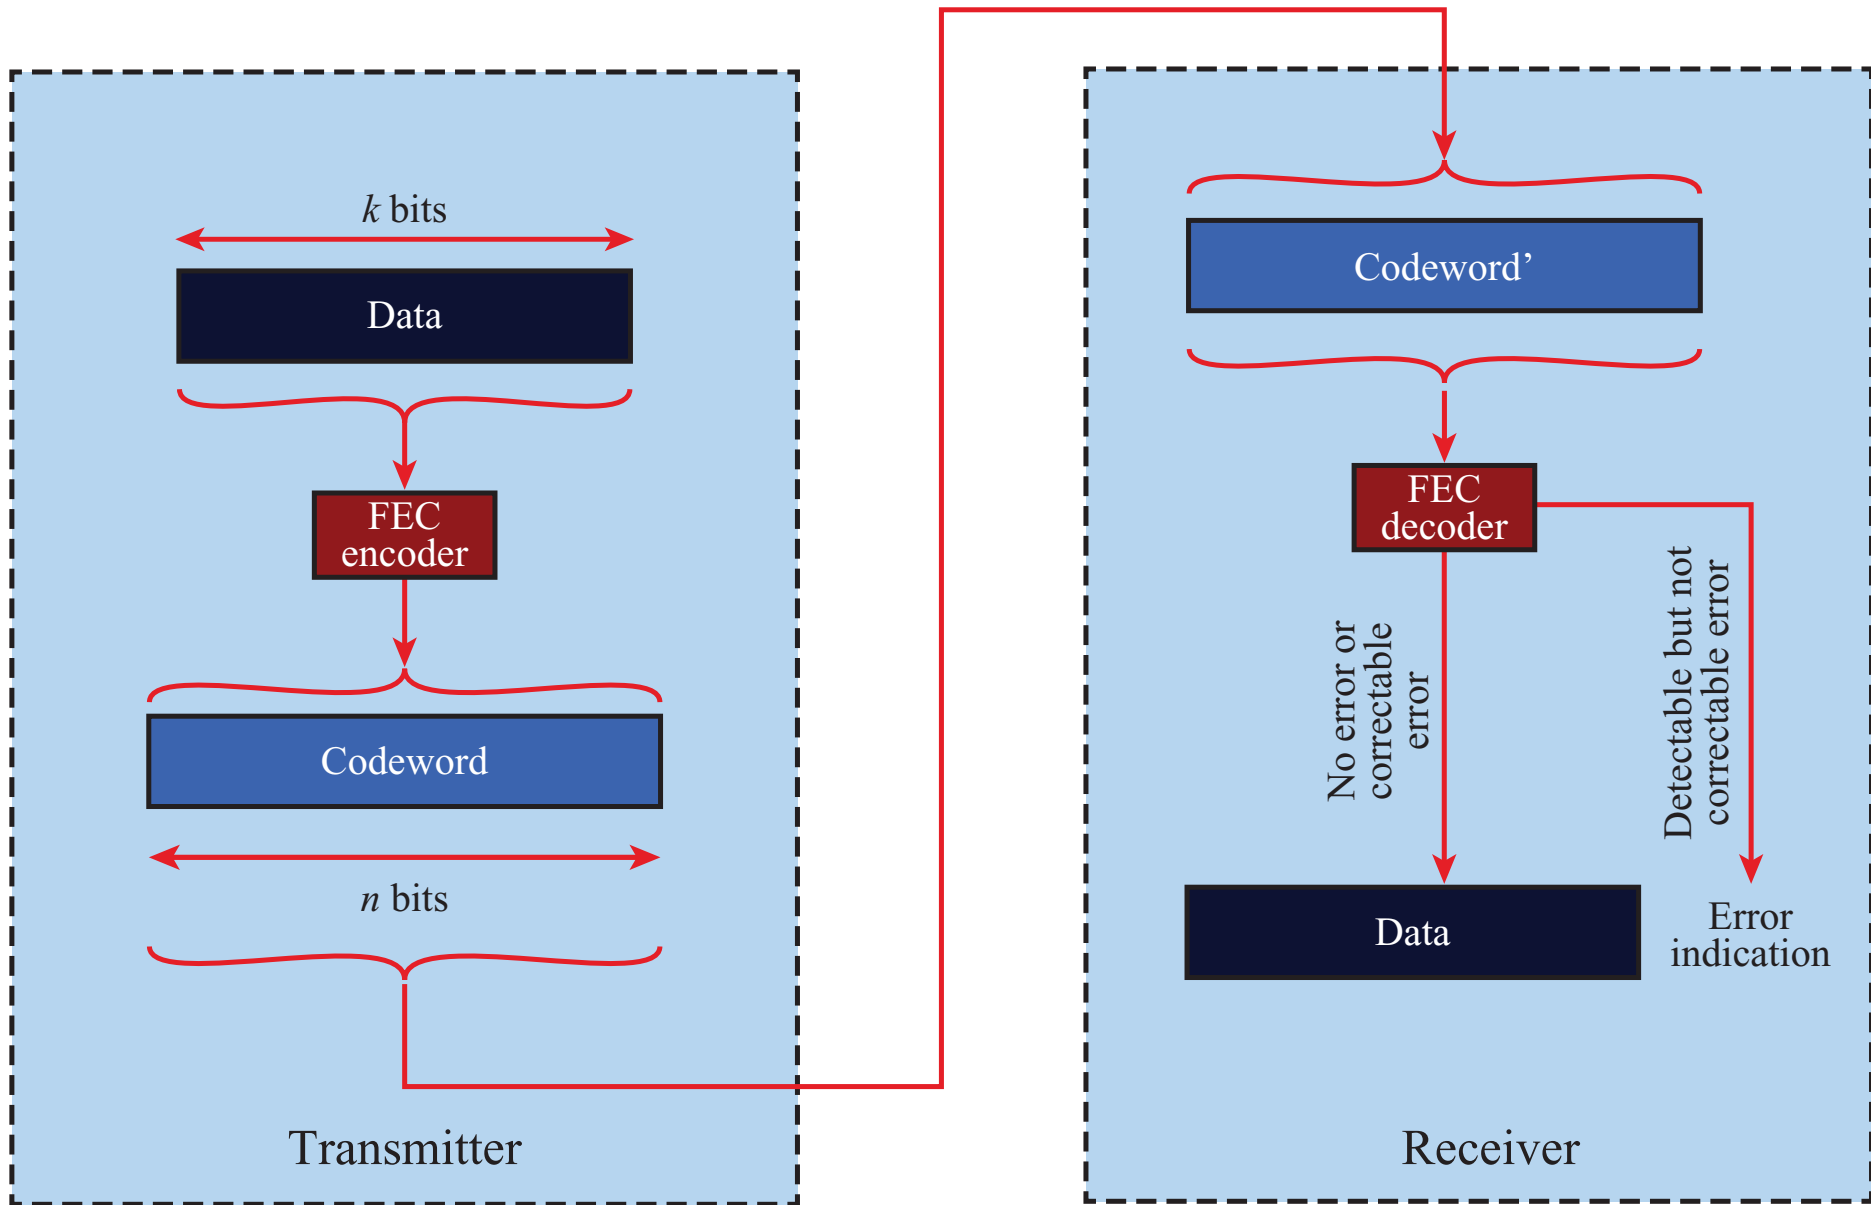 k bits
Data
FEC
encoder
Codeword
n bits
Transmitter
Codeword’
FEC
decoder
No error or
correctable
error
Detectable but not
correctable error
Data
Error
indication
Receiver